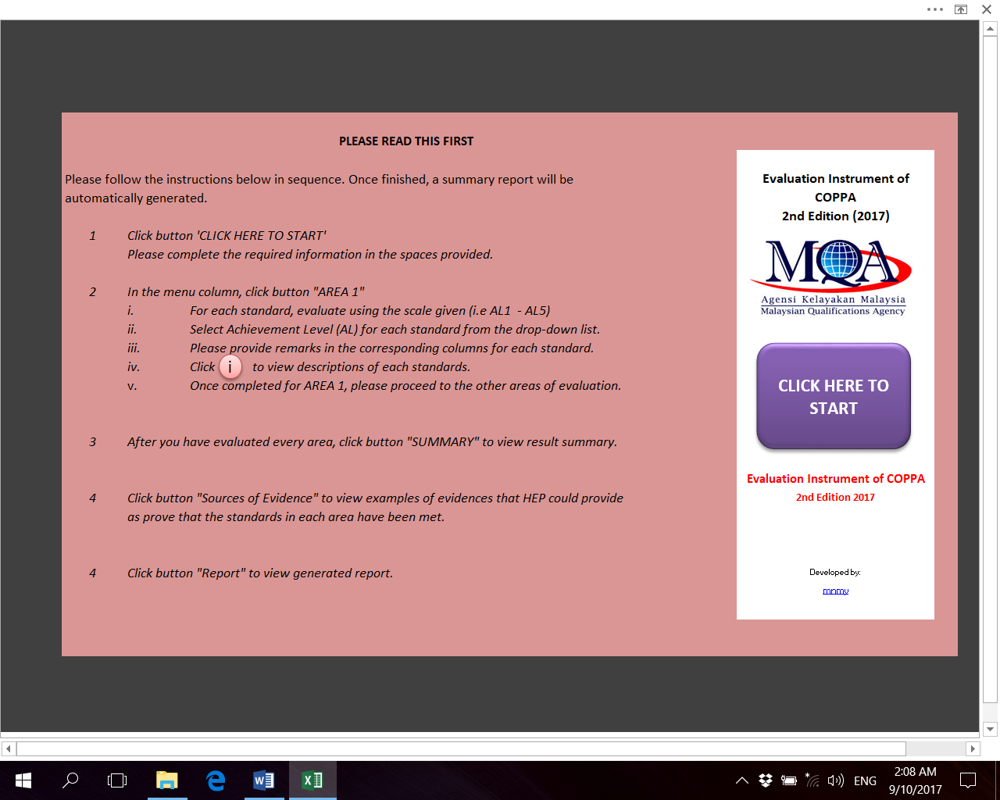 PLEASE READ THIS FIRST
Please follow the instructions below in sequence. Once finished, a summary report will be
automatically generated.
1 Click button 'CLICK HERE TO START'
Please complete the required information in the spaces provided.
2 In the menu column, click button "AREA 1"
i. For each standard, evaluate using the scale given (i.e AL1 - AL5)
ii. Select Achievement Level (AL) for each standard from the drop-down list.
iii. Please provide remarks in the corresponding columns for each standard.
iv. Click i to view descriptions of each standards.
v. Once completed for AREA 1, please proceed to the other areas of evaluation.
3 After you have evaluated every area, click button "SUMMARY" to view result summary.
4 Click button "Sources of Evidence" to view examples of evidences that HEP could provide
as prove that the standards in each area have been met.
4 Click button "Report" to view generated report.
Evaluation Instrument of
COPPA
2nd Edition (2017)
MQA
Agensi Kelayakan Malaysia
Malaysian Qualifications Agency
CLICK HERE TO
START
Evaluation Instrument of COPPA
2nd Edition 2017
Developed by:
mnmy
ENG
2:08 AM
9/10/2017